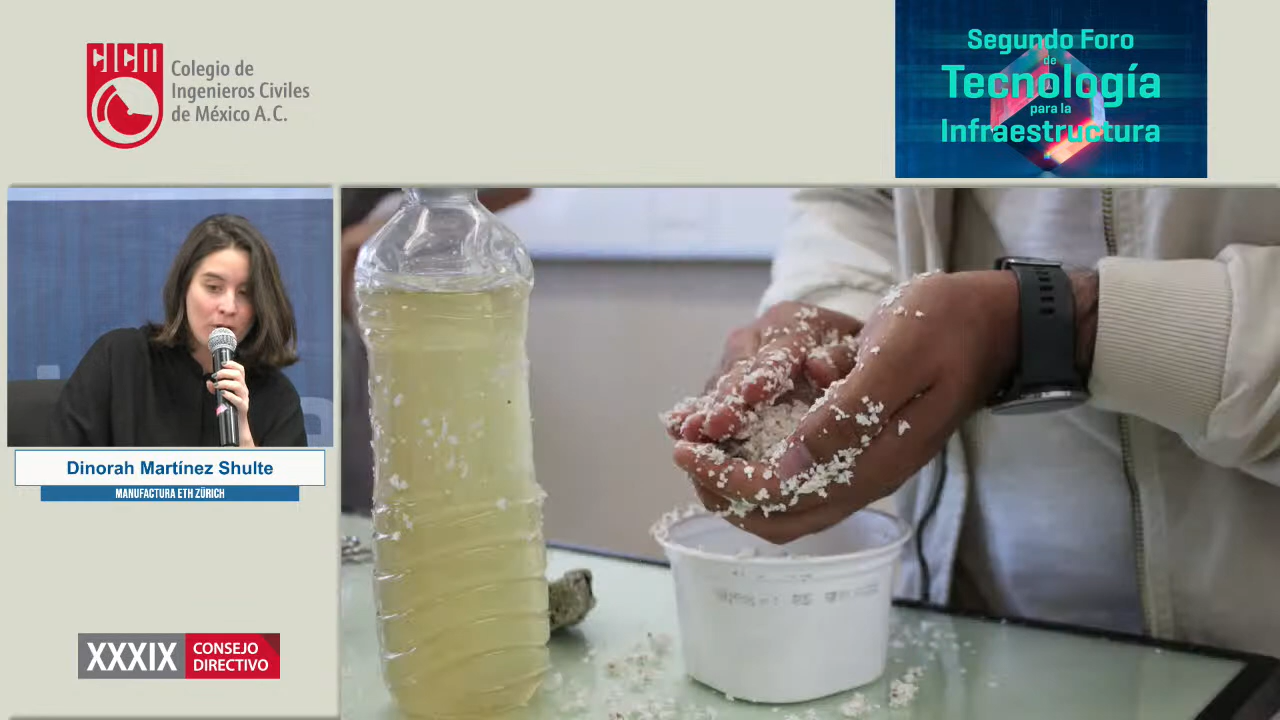 CICM
Colegio de
Ingenieros Civiles
de México A.C.
Segundo Foro
de
Tecnología
para la
Infraestructura
Dinorah Martínez Shulte
MANUFACTURA ETH ZÜRICH
XXXIX
CONSEJO
DIRECTIVO